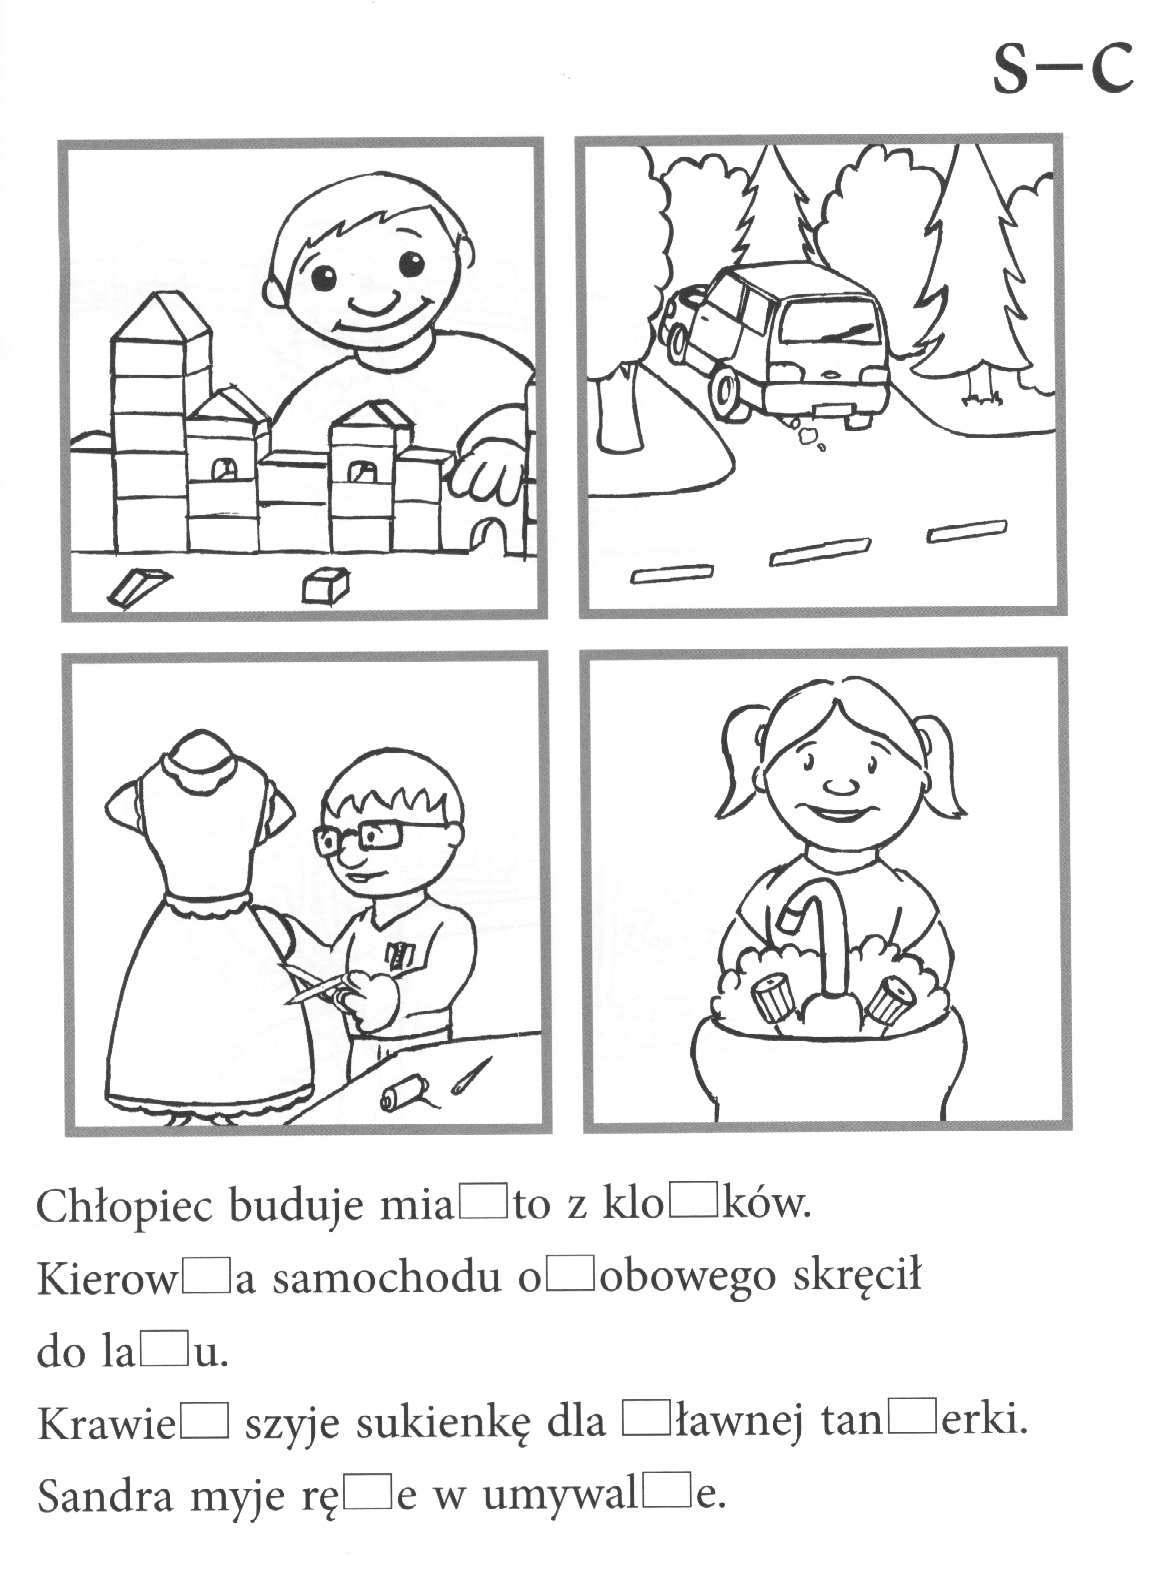 s–c
Chłopiec buduje mia□to z klo□ków.
Kierow□a samochodu o□obowego skręcił
do la□u.
Krawie□ szyje sukienkę dla □ławnej tan□erki.
Sandra myje rę□e w umywal□e.